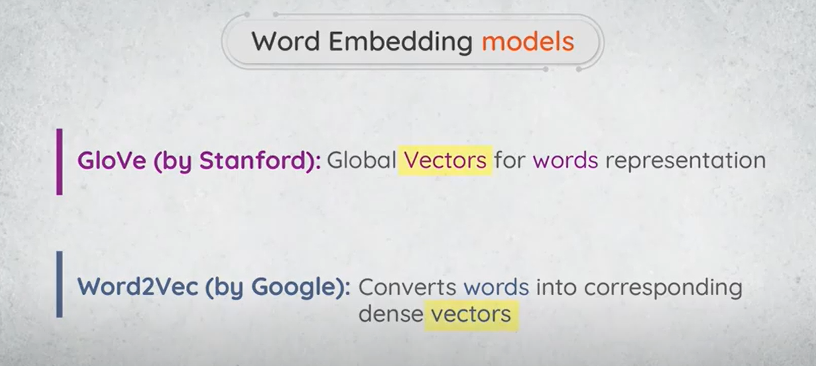 Word Embedding models
GloVe (by Stanford): Global Vectors for words representation
Word2Vec (by Google): Converts words into corresponding
dense vectors